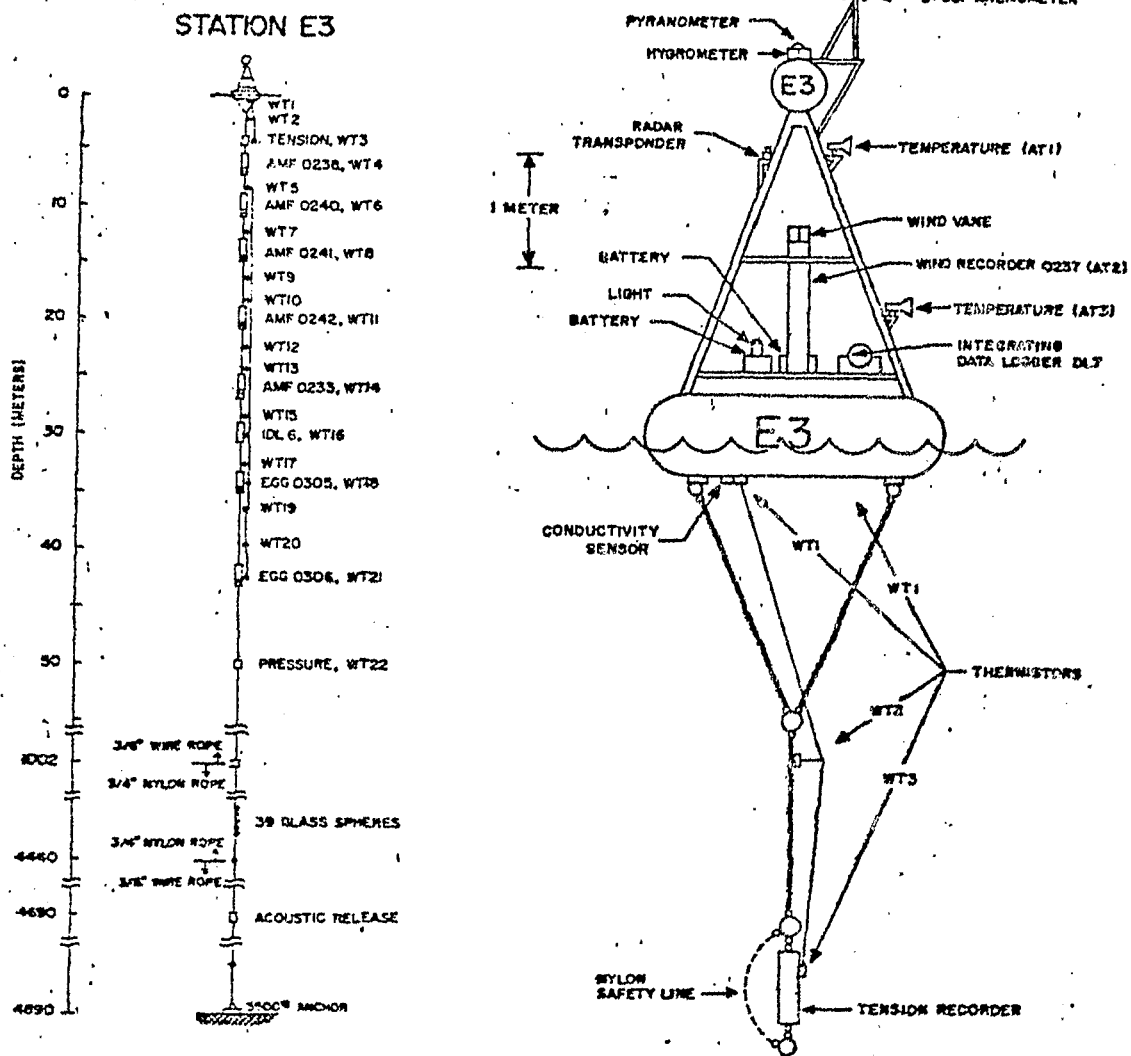 STATION E3
DEPTH (METERS)
0
10
20
30
40
50
1002
4440
4690
4890
WT1
WT2
TENSION, WT3
AMF 0238, WT4
WT5
AMF 0240, WT6
WT7
AMF 0241, WT8
WT9
WT10
AMF 0242, WT11
WT12
WT13
AMF 0233, WT14
WT15
IDL 6, WT16
WT17
EGG 0305, WT18
WT19
WT20
EGG 0306, WT21
PRESSURE, WT22
3/8" WIRE ROPE
3/4" NYLON ROPE
39 GLASS SPHERES
3/4" NYLON ROPE
WIRE ROPE
ACOUSTIC RELEASE
ANCHOR
ANEMOMETER
PYRANOMETER
HYGROMETER
E3
RADAR
TRANSPONDER
TEMPERATURE (AT1)
1 METER
WIND VANE
BATTERY
WIND RECORDER 0237 (AT2)
LIGHT
TEMPERATURE (AT3)
BATTERY
INTEGRATING
DATA LOGGER DL7
E3
CONDUCTIVITY
SENSOR
WT1
WT1
THERMISTORS
WT2
WT3
NYLON
SAFETY LINE
TENSION RECORDER